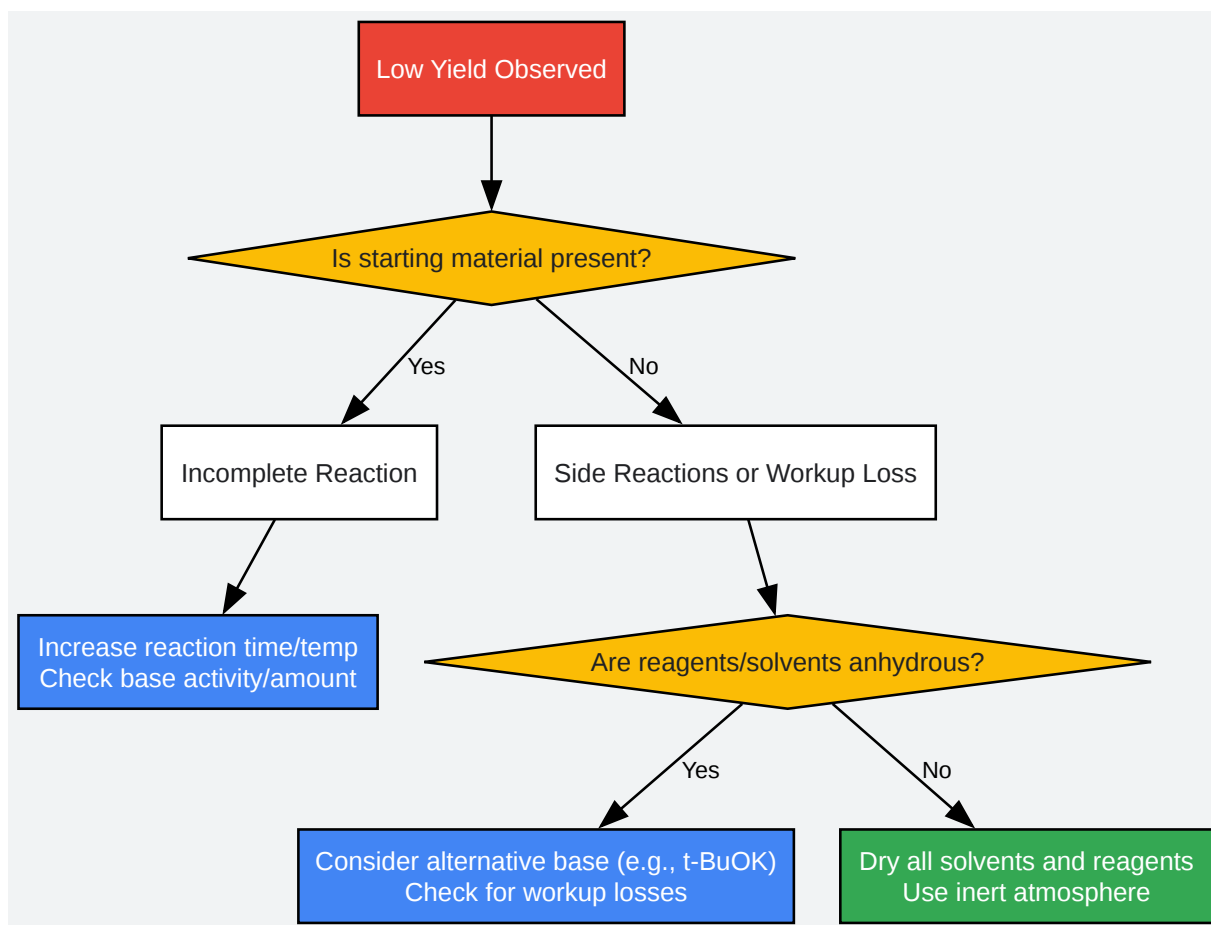 Low Yield Observed
Is starting material present?
Yes
No
Incomplete Reaction
Side Reactions or Workup Loss
Increase reaction time/temp
Check base activity/amount
Are reagents/solvents anhydrous?
Yes
No
Consider alternative base (e.g., t-BuOK)
Check for workup losses
Dry all solvents and reagents
Use inert atmosphere